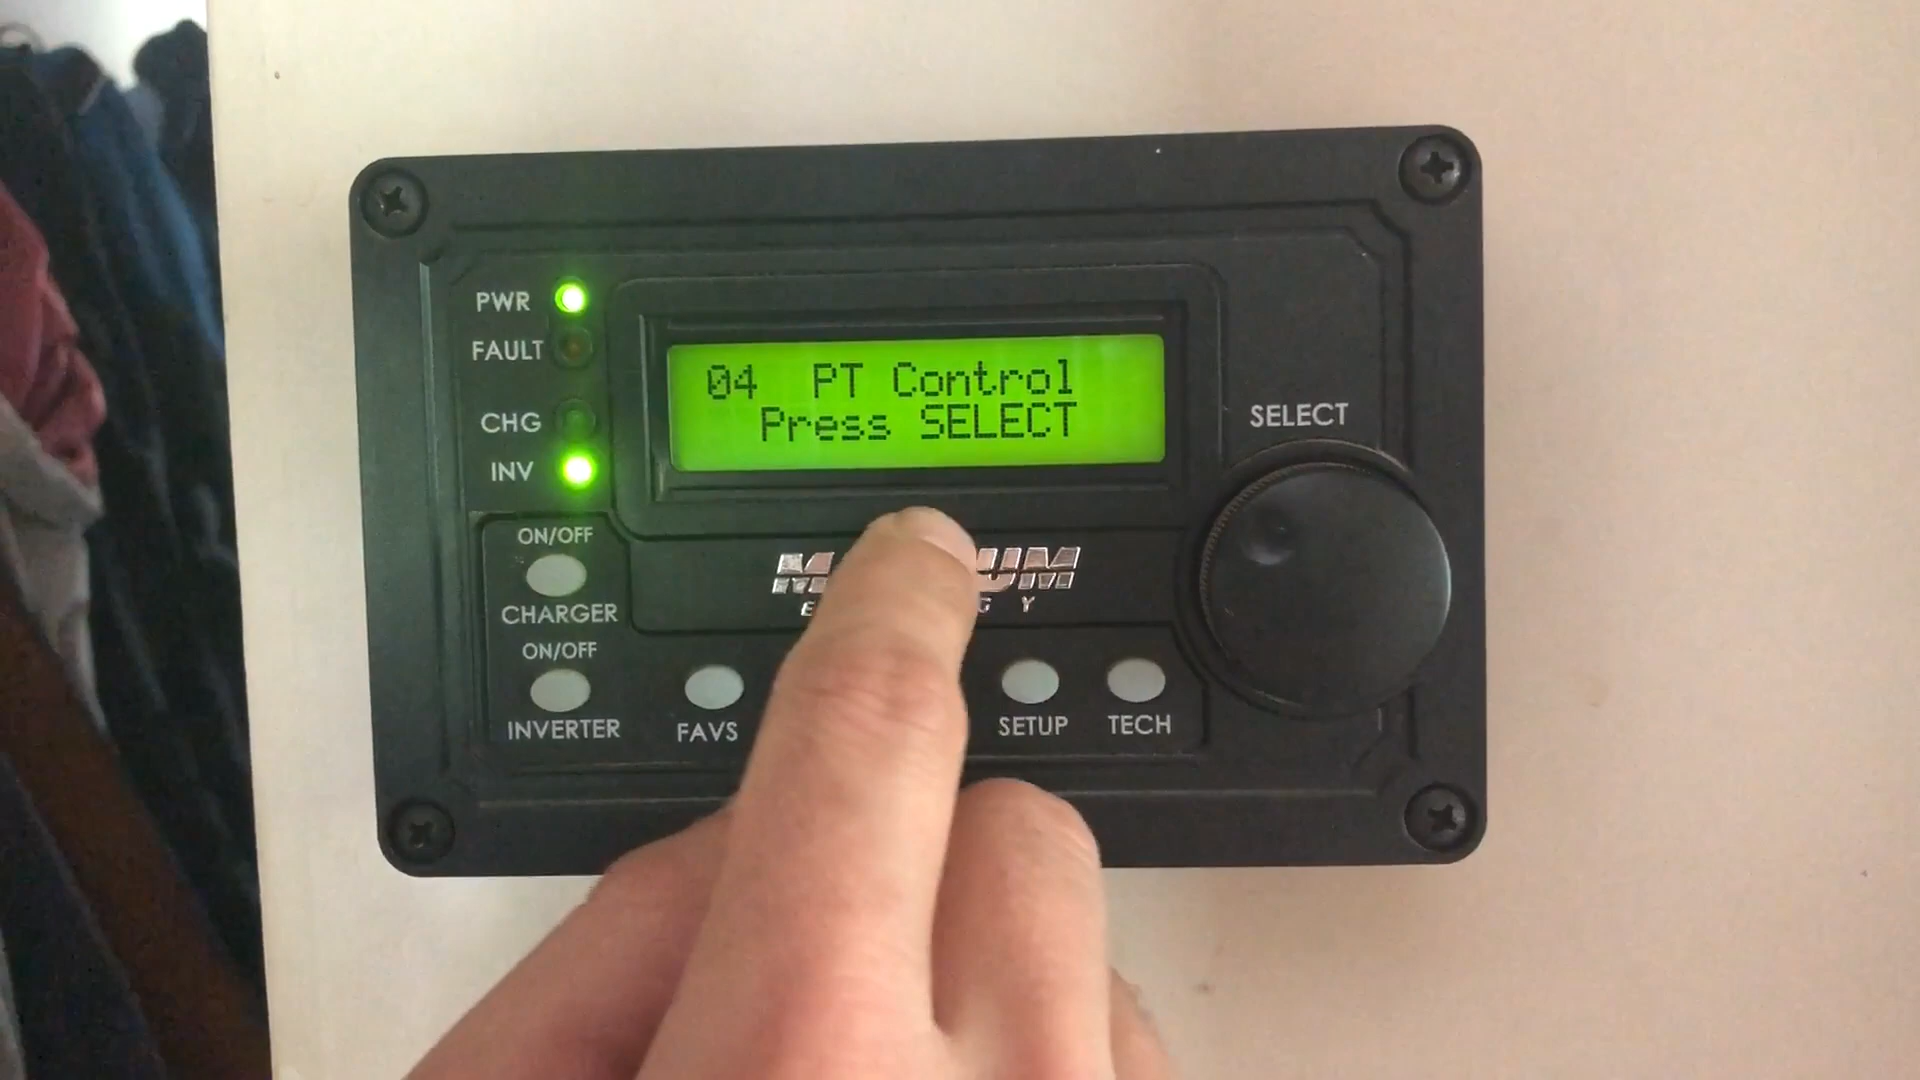 PWR
FAULT
CHG
INV
04 PT Control
Press SELECT
SELECT
ON/OFF
CHARGER
ON/OFF
INVERTER
FAVS
SETUP
TECH